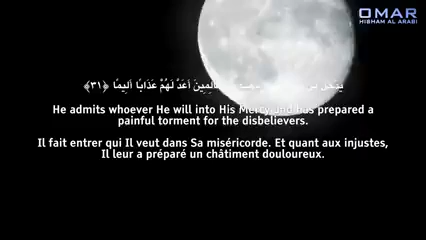 OMAR
HISHAM AL ARABI
الِمِينَ أَعَدَّ لَهُمْ عَذَابًا أَلِيمًا ﴿٣١﴾
He admits whoever He will into His Mercy and has prepared a
painful torment for the disbelievers.
Il fait entrer qui Il veut dans Sa miséricorde. Et quant aux injustes,
Il leur a préparé un châtiment douloureux.